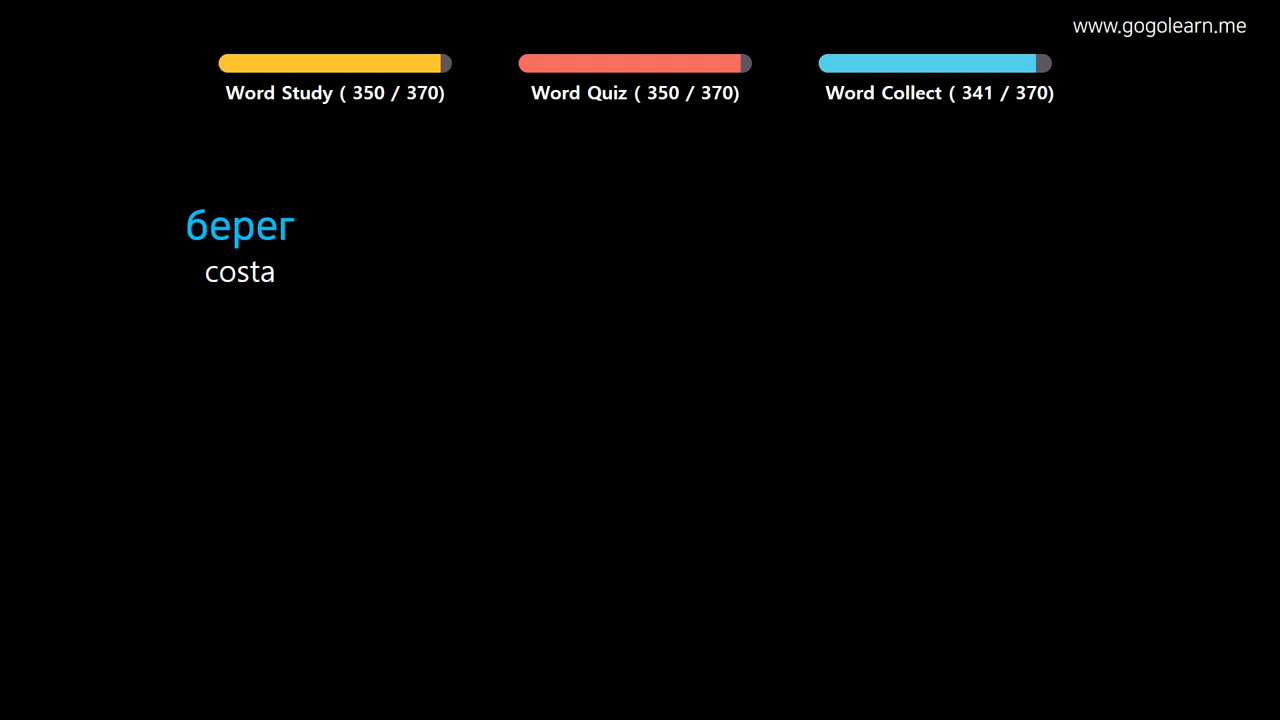 www.gogolearn.me
Word Study ( 350 / 370)
Word Quiz ( 350 / 370)
Word Collect ( 341 / 370)
берег
costa